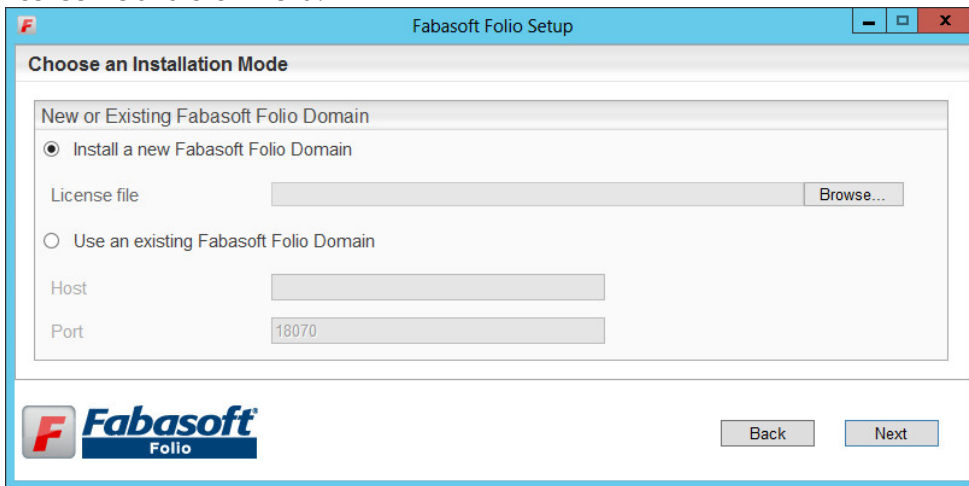 Fabasoft Folio Setup
Choose an Installation Mode
New or Existing Fabasoft Folio Domain
Install a new Fabasoft Folio Domain
License file
Browse...
Use an existing Fabasoft Folio Domain
Host
Port
18070
Fabasoft
Folio
Back
Next